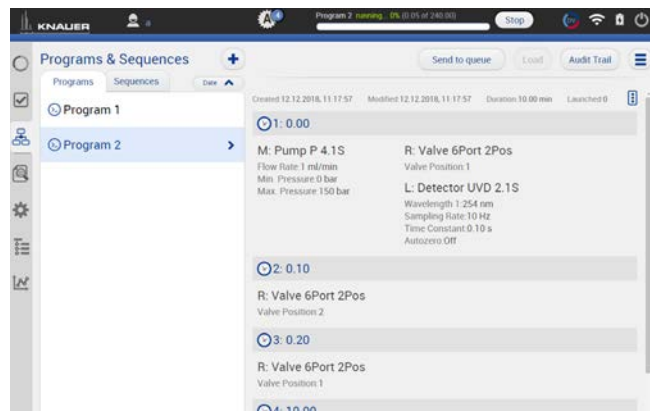 KNAUER
a
A
Program 2 running... 0% (0.05 of 240.00)
Stop
Programs & Sequences
+
Send to queue
Load
Audit Trail
Programs
Sequences
Date
Created 12.12.2018, 11:17:57
Modified 12.12.2018, 11:17:57
Duration 10.00 min
Launched 0
Program 1
Program 2
1: 0.00
M: Pump P 4.1S
Flow Rate:1 ml/min
Min. Pressure:0 bar
Max. Pressure:150 bar
R: Valve 6Port 2Pos
Valve Position:1
L: Detector UVD 2.1S
Wavelength 1:254 nm
Sampling Rate:10 Hz
Time Constant:0.10 s
Autozero:Off
2: 0.10
R: Valve 6Port 2Pos
Valve Position:2
3: 0.20
R: Valve 6Port 2Pos
Valve Position:1
4: 10.00